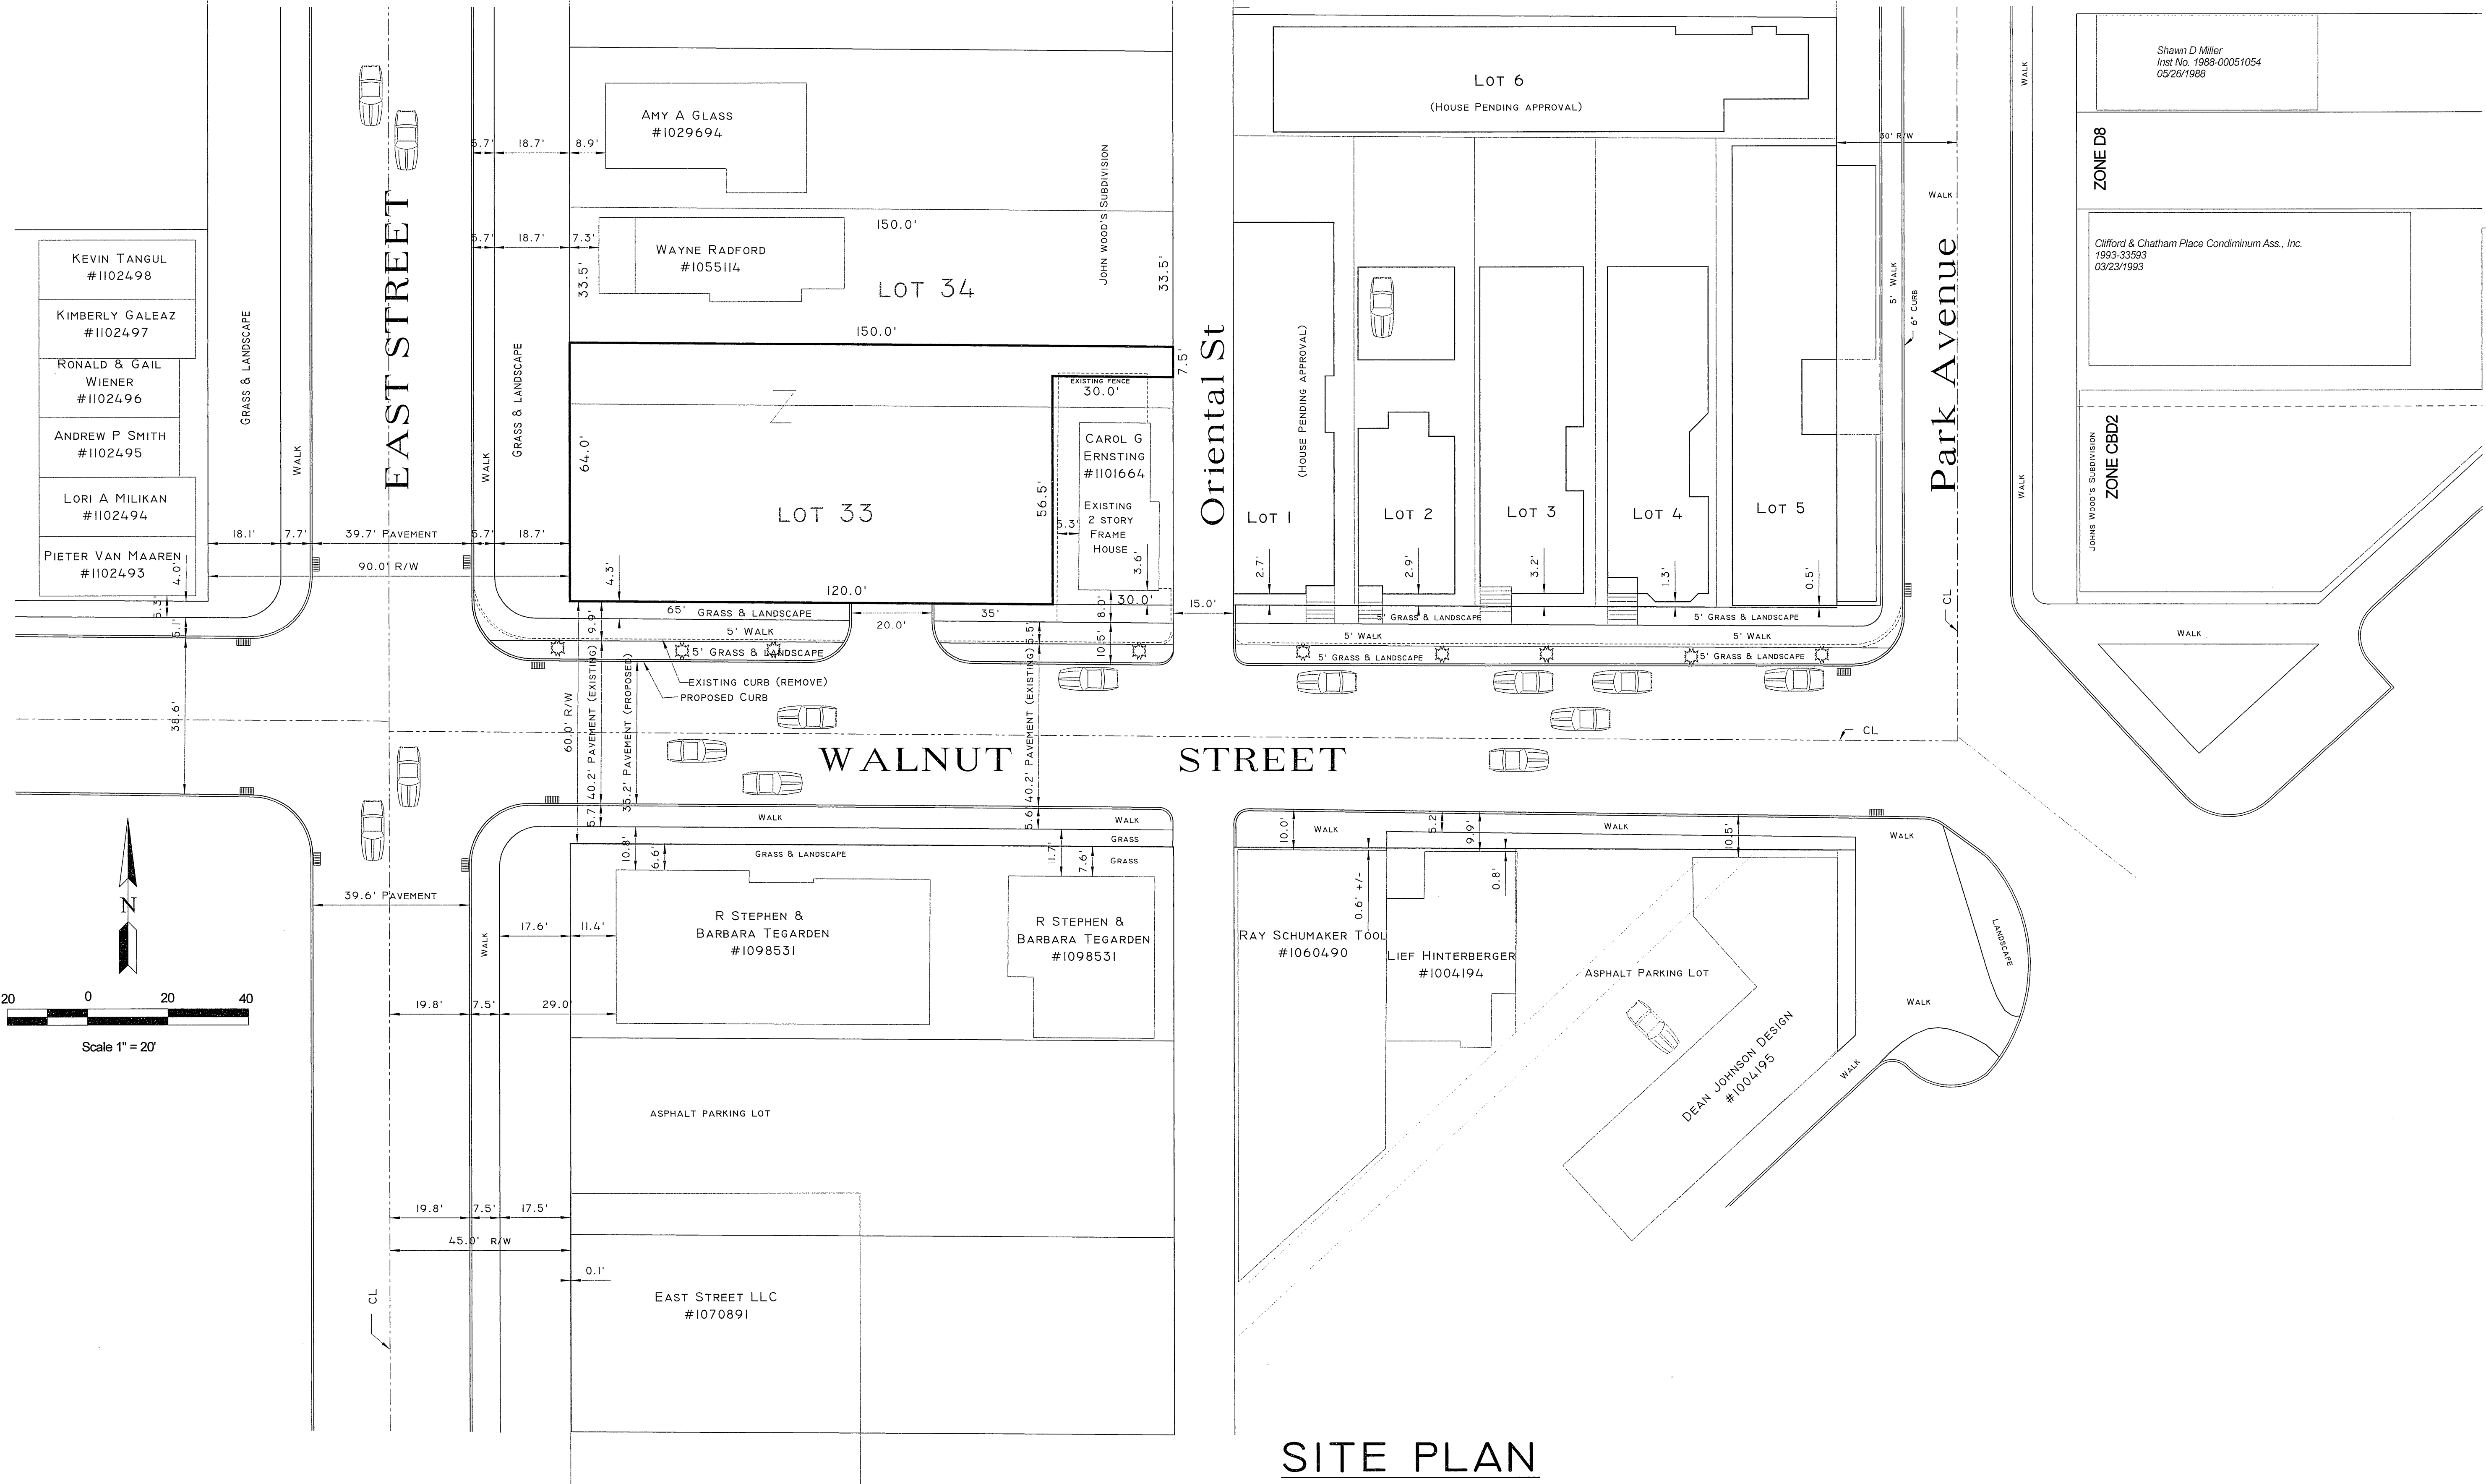 Shawn D Miller
Inst No. 1988-00051054
05/26/1988
LOT 6
(HOUSE PENDING APPROVAL)
AMY A GLASS
#1029694
5.7'
18.7'
8.9'
30' R/W
WALK
ZONE D8
WALK
JOHN WOOD'S SUBDIVISION
150.0'
WAYNE RADFORD
#1055114
5.7'
18.7'
7.3'
33.5'
LOT 34
33.5'
150.0'
KEVIN TANGUL
#1102498
KIMBERLY GALEAZ
#1102497
RONALD & GAIL
WIENER
#1102496
ANDREW P SMITH
#1102495
LORI A MILIKAN
#1102494
PIETER VAN MAAREN
#1102493
GRASS & LANDSCAPE
WALK
EAST STREET
WALK
GRASS & LANDSCAPE
Clifford & Chatham Place Condiminum Ass., Inc.
1993-33593
03/23/1993
7.5'
EXISTING FENCE
30.0'
64.0'
LOT 33
56.5'
CAROL G
ERNSTING
#1101664
EXISTING
2 STORY
FRAME
HOUSE
5.3'
3.6'
Oriental St
(HOUSE PENDING APPROVAL)
LOT 1
LOT 2
LOT 3
LOT 4
LOT 5
2.7'
2.9'
3.2'
1.3'
0.5'
5' WALK
6" CURB
Park Avenue
WALK
JOHNS WOOD'S SUBDIVISION
ZONE CBD2
18.1'
7.7'
39.7' PAVEMENT
5.7'
18.7'
90.0' R/W
4.0'
5.3'
5.1'
38.6'
4.3'
120.0'
65'
GRASS & LANDSCAPE
20.0'
35'
30.0'
8.0'
15.0'
5' GRASS & LANDSCAPE
5' GRASS & LANDSCAPE
5' WALK
5' WALK
5' WALK
5' GRASS & LANDSCAPE
5' GRASS & LANDSCAPE
5' GRASS & LANDSCAPE
9.9'
5.5'
10.5'
EXISTING CURB (REMOVE)
PROPOSED CURB
60.0' R/W
40.2' PAVEMENT (EXISTING)
35.2' PAVEMENT (PROPOSED)
40.2' PAVEMENT (EXISTING)
CL
WALK
CL
WALNUT STREET
5.7'
5.6'
WALK
WALK
GRASS
GRASS
GRASS & LANDSCAPE
10.8'
6.6'
11.7'
7.6'
10.0'
WALK
5.2'
9.9'
WALK
10.5'
WALK
0.6' +/-
0.8'
N
39.6' PAVEMENT
WALK
17.6'
11.4'
R STEPHEN &
BARBARA TEGARDEN
#1098531
R STEPHEN &
BARBARA TEGARDEN
#1098531
RAY SCHUMAKER TOOL
#1060490
LIEF HINTERBERGER
#1004194
ASPHALT PARKING LOT
DEAN JOHNSON DESIGN
#1004195
LANDSCAPE
WALK
WALK
20 0 20 40
Scale 1" = 20'
19.8'
7.5'
29.0'
ASPHALT PARKING LOT
19.8'
7.5'
17.5'
45.0' R/W
0.1'
EAST STREET LLC
#1070891
CL
SITE PLAN